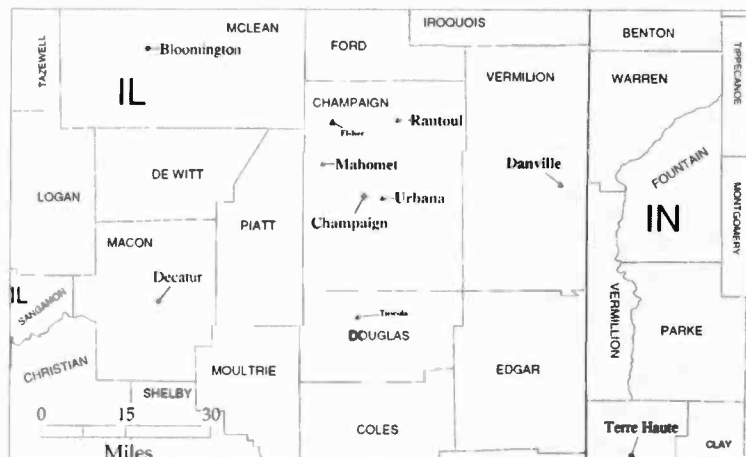 MCLEAN
IROQUOIS
BENTON
TIPPECANOE
TAZEWELL
Bloomington
FORD
VERMILION
WARREN
IL
CHAMPAIGN
Rantoul
Fisher
Mahomet
Danville
FOUNTAIN
DE WITT
LOGAN
Urbana
MONTGOMERY
Champaign
PIATT
IN
MACON
Decatur
IL
SANGAMON
VERMILLION
Tuscola
DOUGLAS
PARKE
CHRISTIAN
MOULTRIE
EDGAR
SHELBY
0 15 30
COLES
Terre Haute
CLAY
Miles